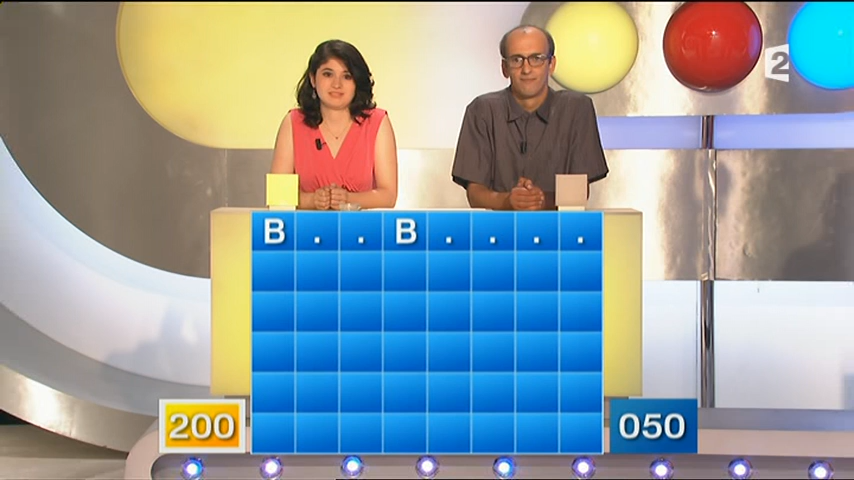 2
B . . B . . . .
200
050